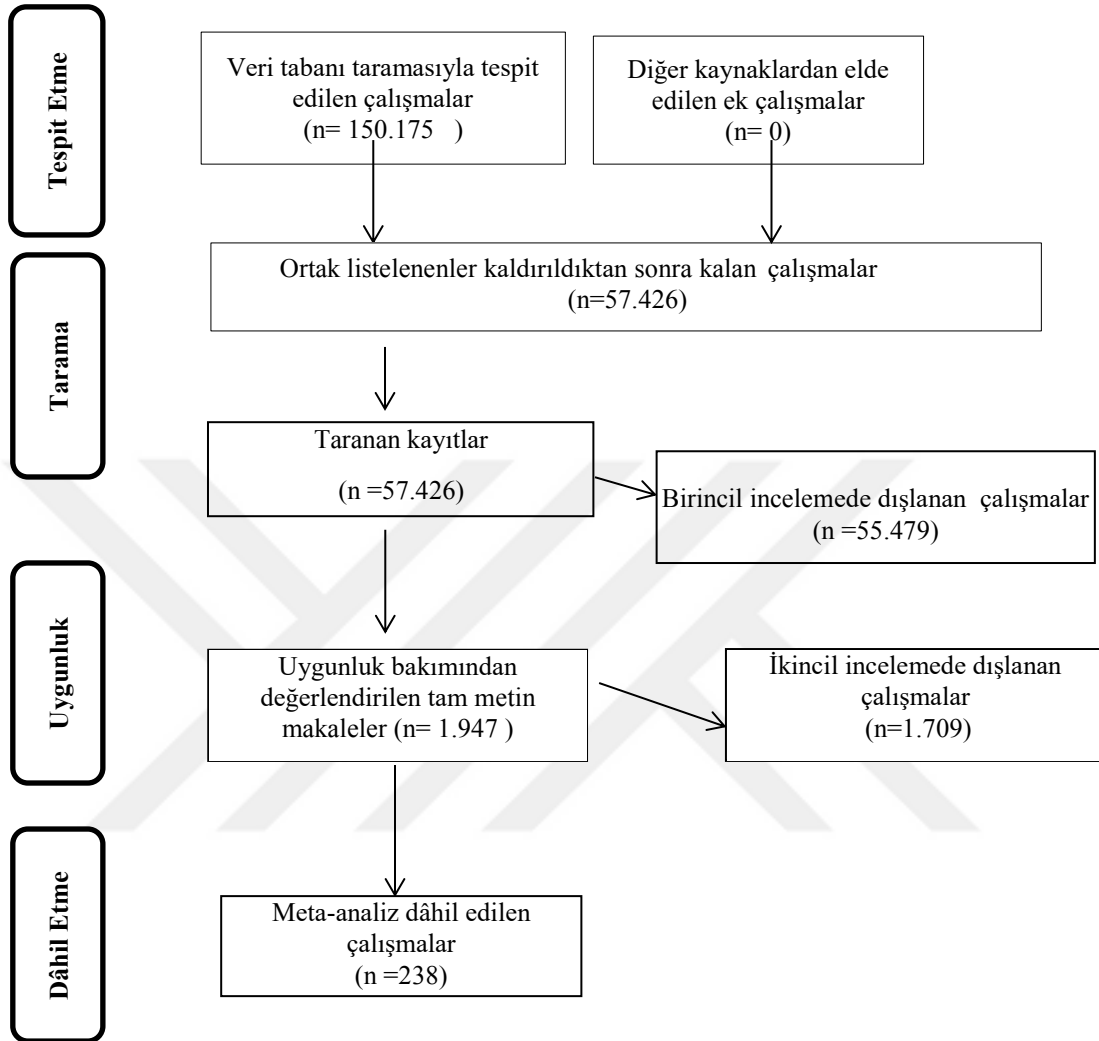 Tespit Etme
Veri tabanı taramasıyla tespit
edilen çalışmalar
(n= 150.175 )
Diğer kaynaklardan elde
edilen ek çalışmalar
(n= 0)
Tarama
Ortak listelenenler kaldırıldıktan sonra kalan çalışmalar
(n=57.426)
Taranan kayıtlar
(n =57.426)
Birincil incelemede dışlanan çalışmalar
(n =55.479)
Uygunluk
Uygunluk bakımından
değerlendirilen tam metin
makaleler (n= 1.947 )
İkincil incelemede dışlanan
çalışmalar
(n=1.709)
Dâhil Etme
Meta-analiz dâhil edilen
çalışmalar
(n =238)